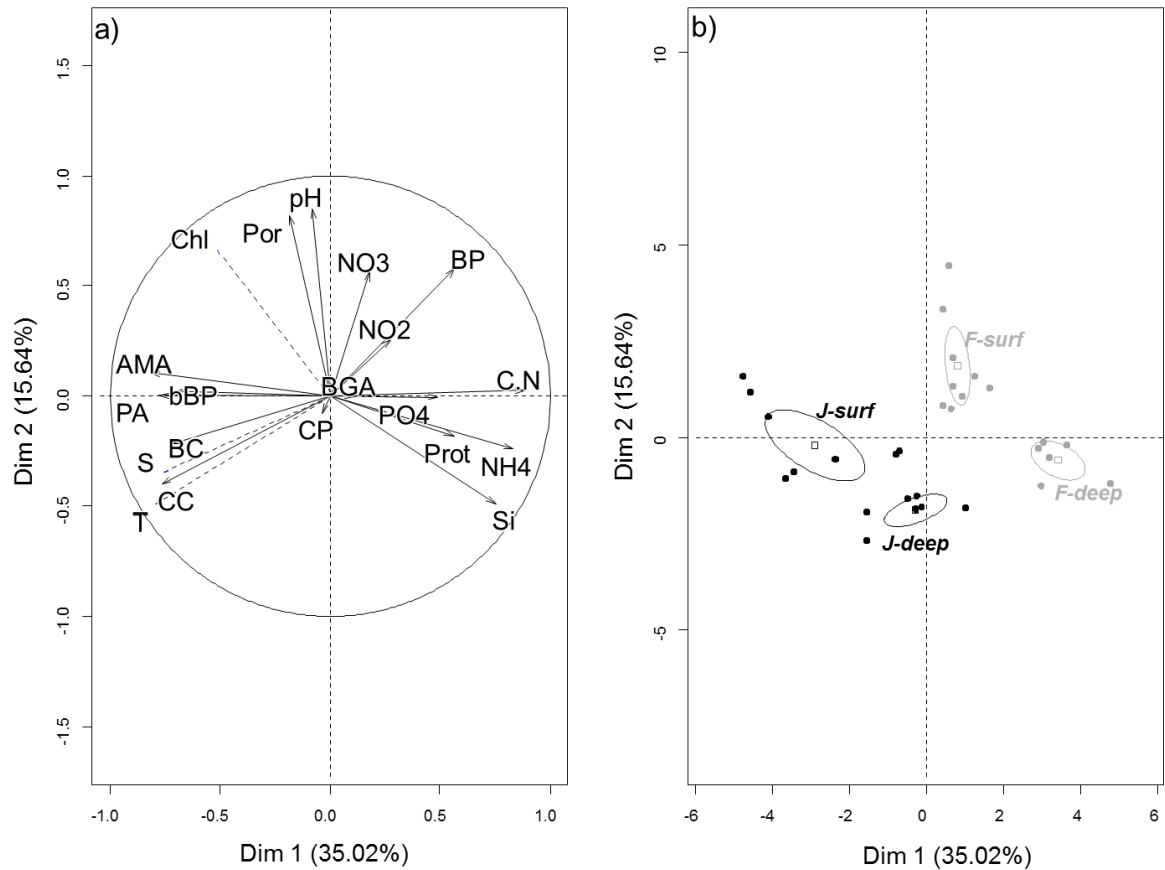 a)
Dim 2 (15.64%)
1.5
1.0
0.5
0.0
-0.5
-1.0
-1.5
pH
Por
Chl
NO3
BP
NO2
AMA
BGA
C.N
bBP
PA
PO4
CP
BC
Prot
S
NH4
CC
T
Si
-1.0 -0.5 0.0 0.5 1.0
Dim 1 (35.02%)
b)
Dim 2 (15.64%)
10
5
0
-5
F-surf
J-surf
F-deep
J-deep
-6 -4 -2 0 2 4 6
Dim 1 (35.02%)